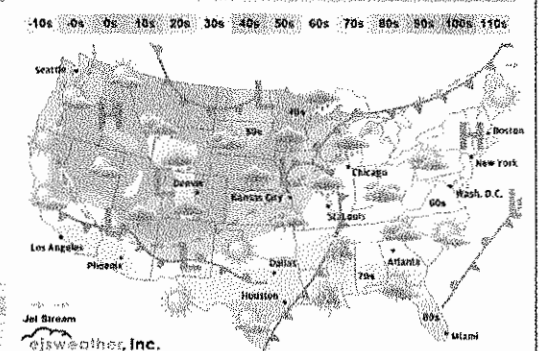 -10s -0s 0s 10s 20s 30s 40s 50s 60s 70s 80s 90s 100s 110s
Seattle
H
40s
50s
H
Boston
New York
Chicago
Denver
Kansas City
St. Louis
Wash. D.C.
60s
Los Angeles
Phoenix
Dallas
Atlanta
70s
Houston
80s
Miami
Jet Stream
ejsweather, inc.